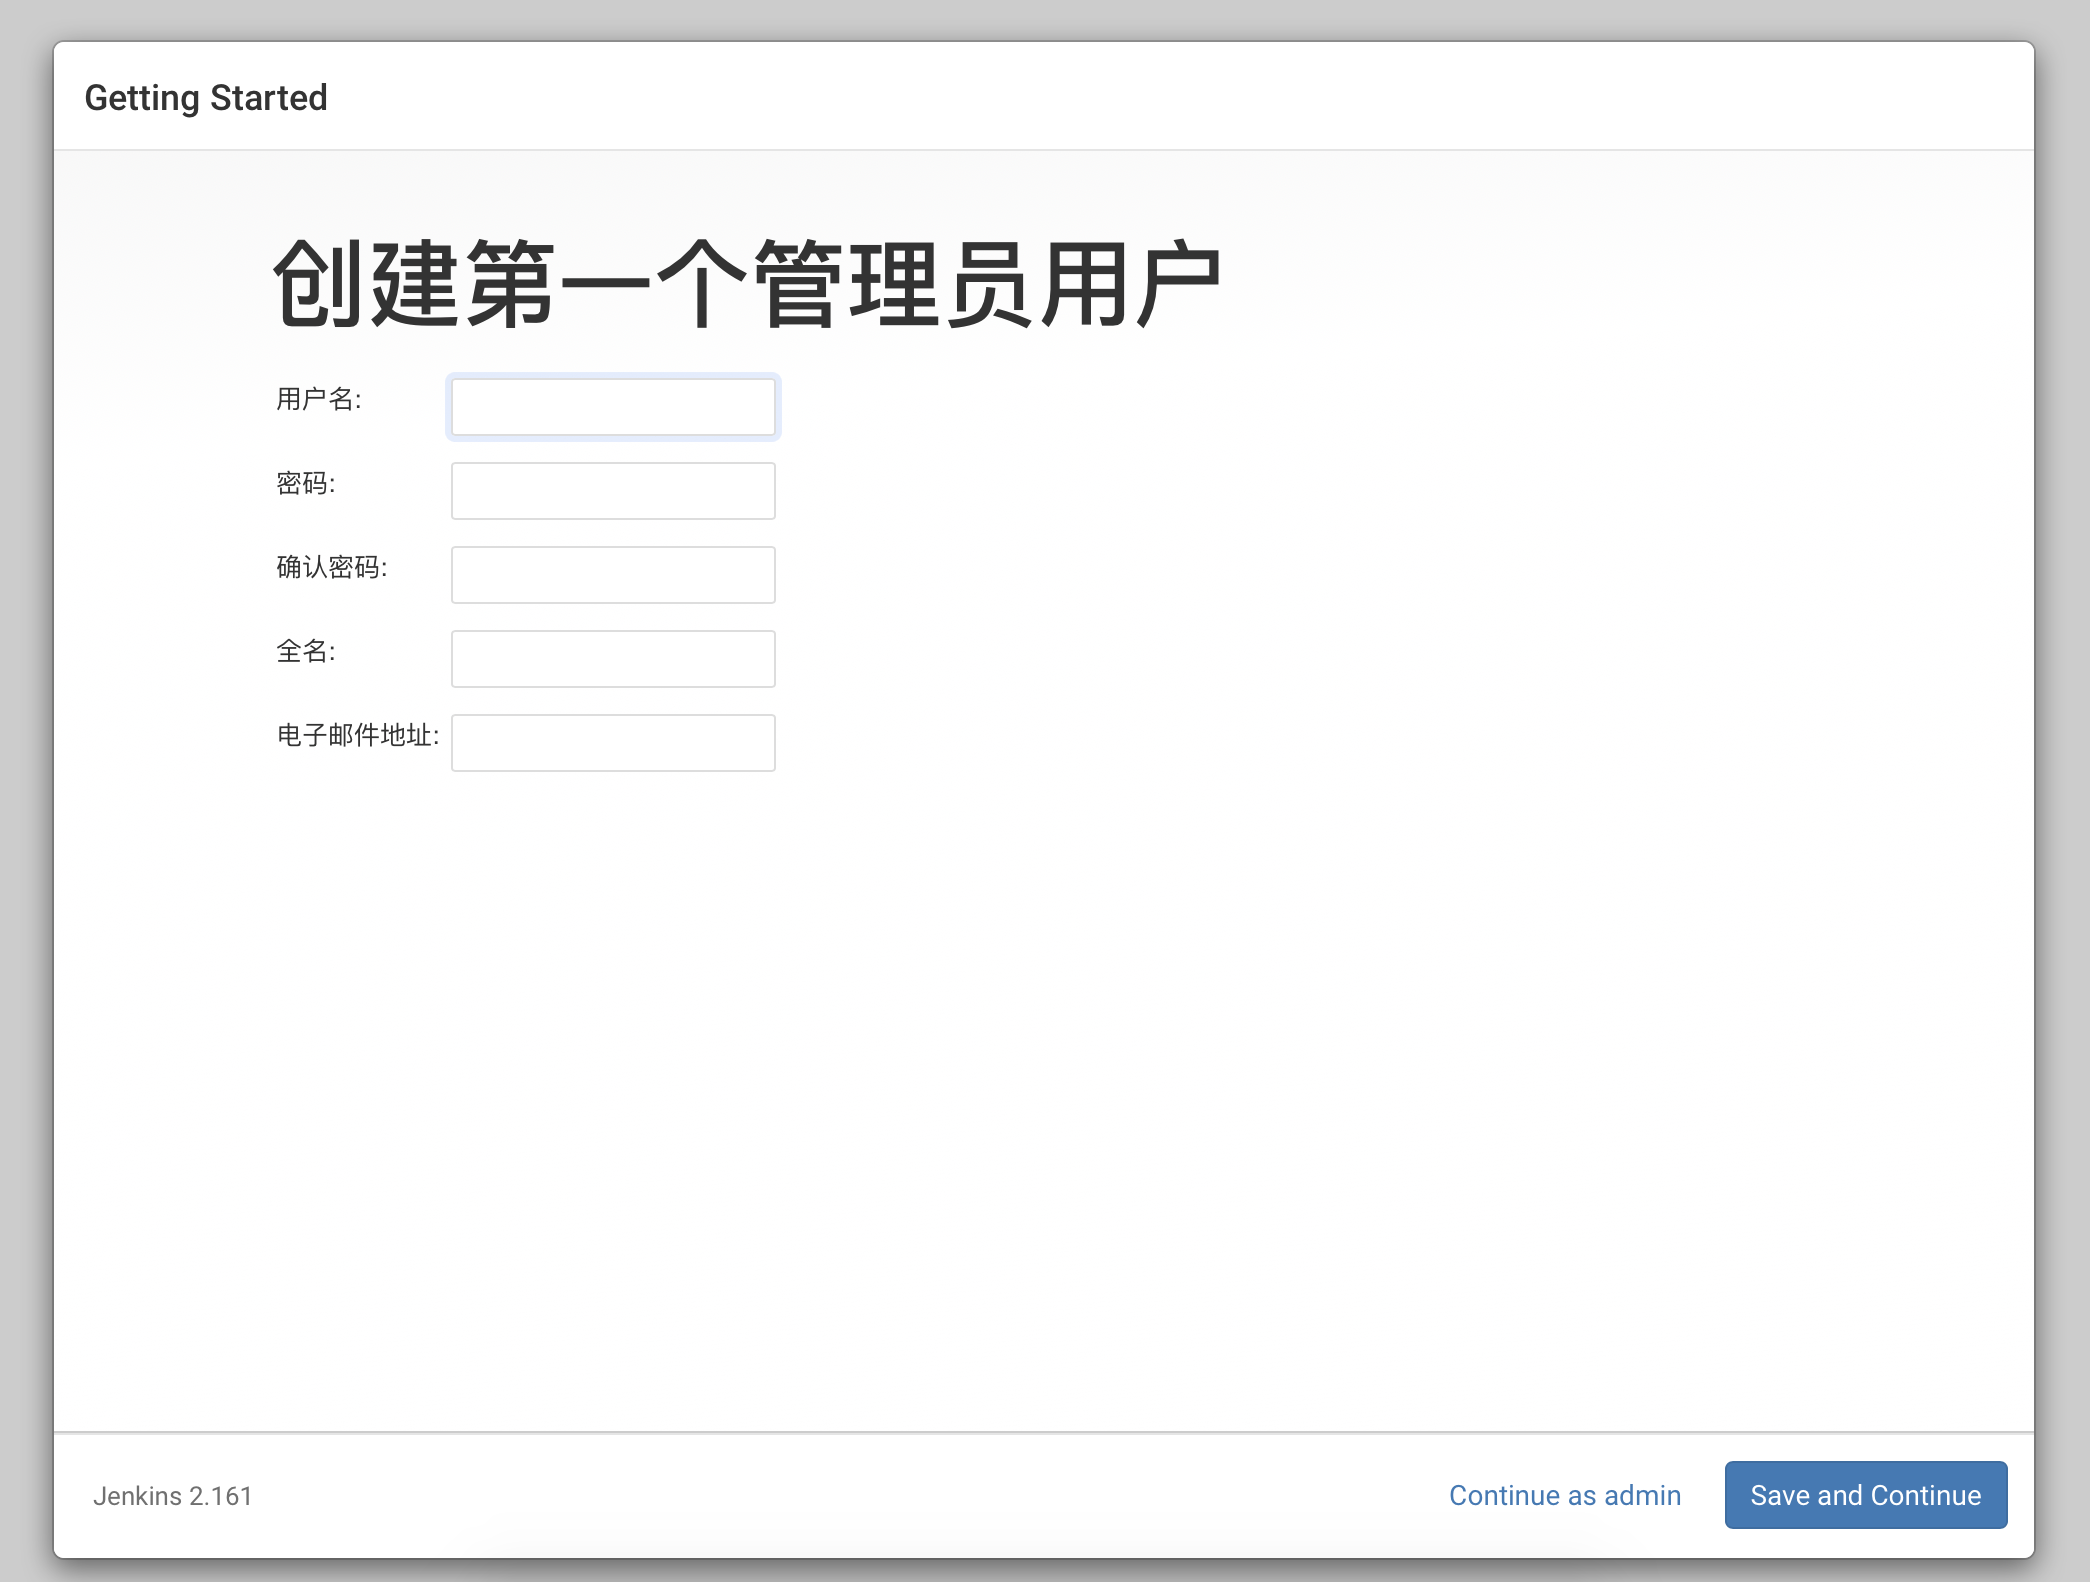 Getting Started
创建第一个管理员用户
用户名:
密码:
确认密码:
全名:
电子邮件地址:
Jenkins 2.161
Continue as admin
Save and Continue